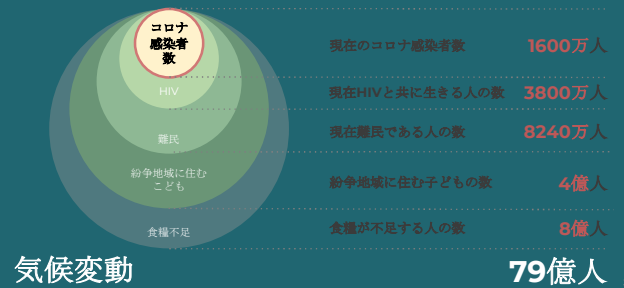 コロナ
感染者
数
現在のコロナ感染者数 1600万人
HIV
現在HIVと共に生きる人の数 3800万人
難民
現在難民である人の数 8240万人
紛争地域に住む
こども
紛争地域に住む子どもの数 4億人
食糧不足
食糧が不足する人の数 8億人
気候変動 79億人